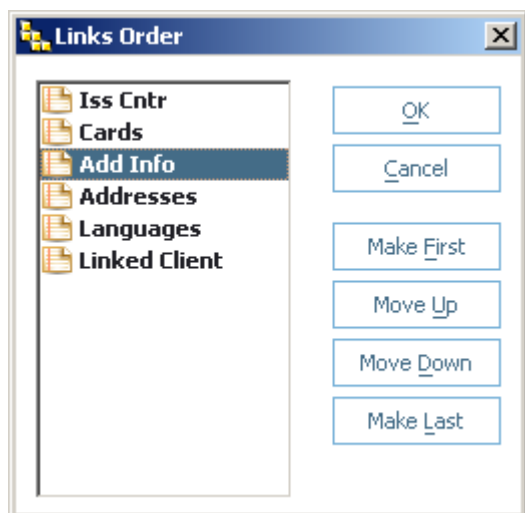 Links Order
Iss Cntr
Cards
Add Info
Addresses
Languages
Linked Client
OK
Cancel
Make First
Move Up
Move Down
Make Last